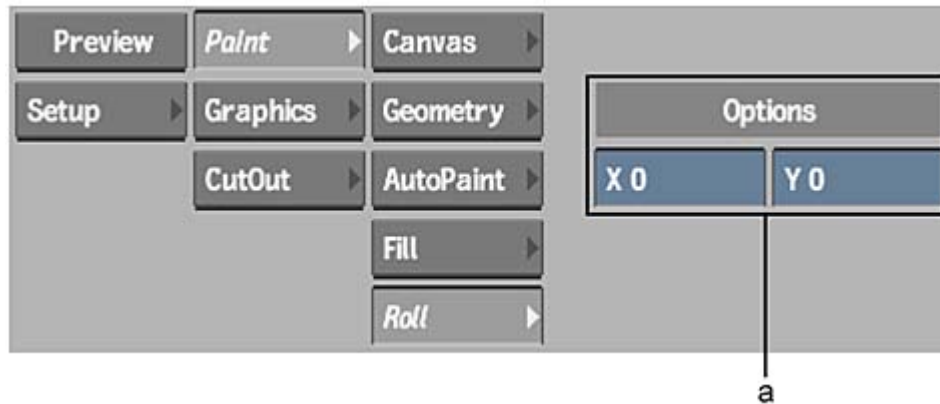 Preview Paint Canvas
Setup Graphics Geometry Options
CutOut AutoPaint X 0 Y 0
Fill
Roll
a